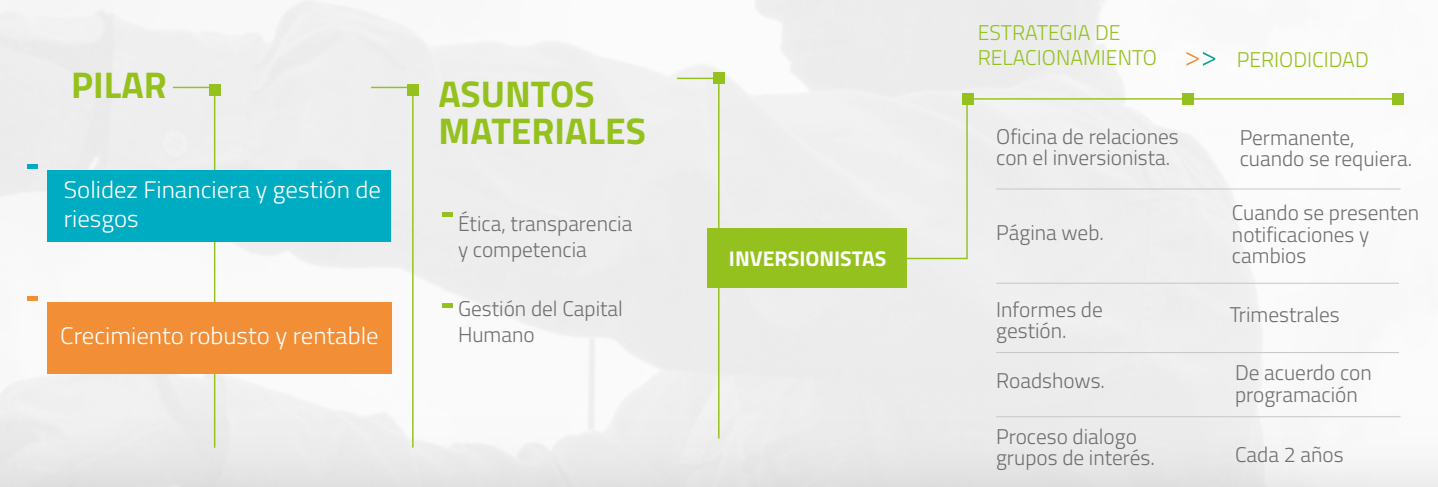 PILAR
Solidez Financiera y gestión de
riesgos
Crecimiento robusto y rentable
ASUNTOS
MATERIALES
Ética, transparencia
y competencia
Gestión del Capital
Humano
INVERSIONISTAS
ESTRATEGIA DE
RELACIONAMIENTO >> PERIODICIDAD
Oficina de relaciones
con el inversionista.
Permanente,
cuando se requiera.
Página web.
Cuando se presenten
notificaciones y
cambios
Informes de
gestión.
Trimestrales
Roadshows.
De acuerdo con
programación
Proceso dialogo
grupos de interés.
Cada 2 años